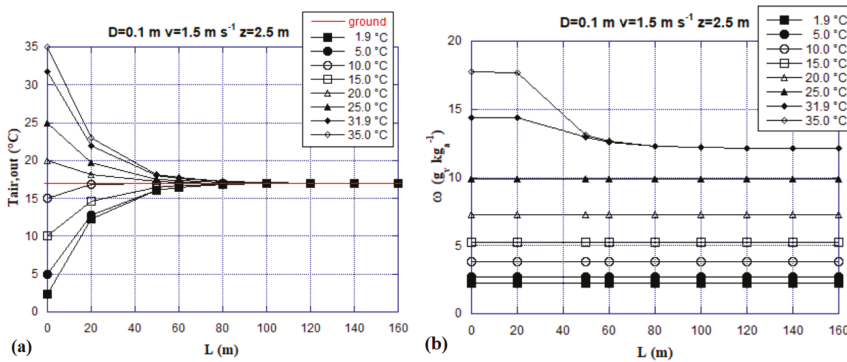 D=0.1 m v=1.5 m s⁻¹ z=2.5 m
ground
1.9 °C
5.0 °C
10.0 °C
15.0 °C
20.0 °C
25.0 °C
31.9 °C
35.0 °C
35
30
25
20
15
10
5
0
Tair,out (°C)
0 20 40 60 80 100 120 140 160
L (m)
(a)
D=0.1 m v=1.5 m s⁻¹ z=2.5 m
1.9 °C
5.0 °C
10.0 °C
15.0 °C
20.0 °C
25.0 °C
31.9 °C
35.0 °C
20
15
10
5
0
ω (gᵥ kgₐ⁻¹)
0 20 40 60 80 100 120 140 160
L (m)
(b)